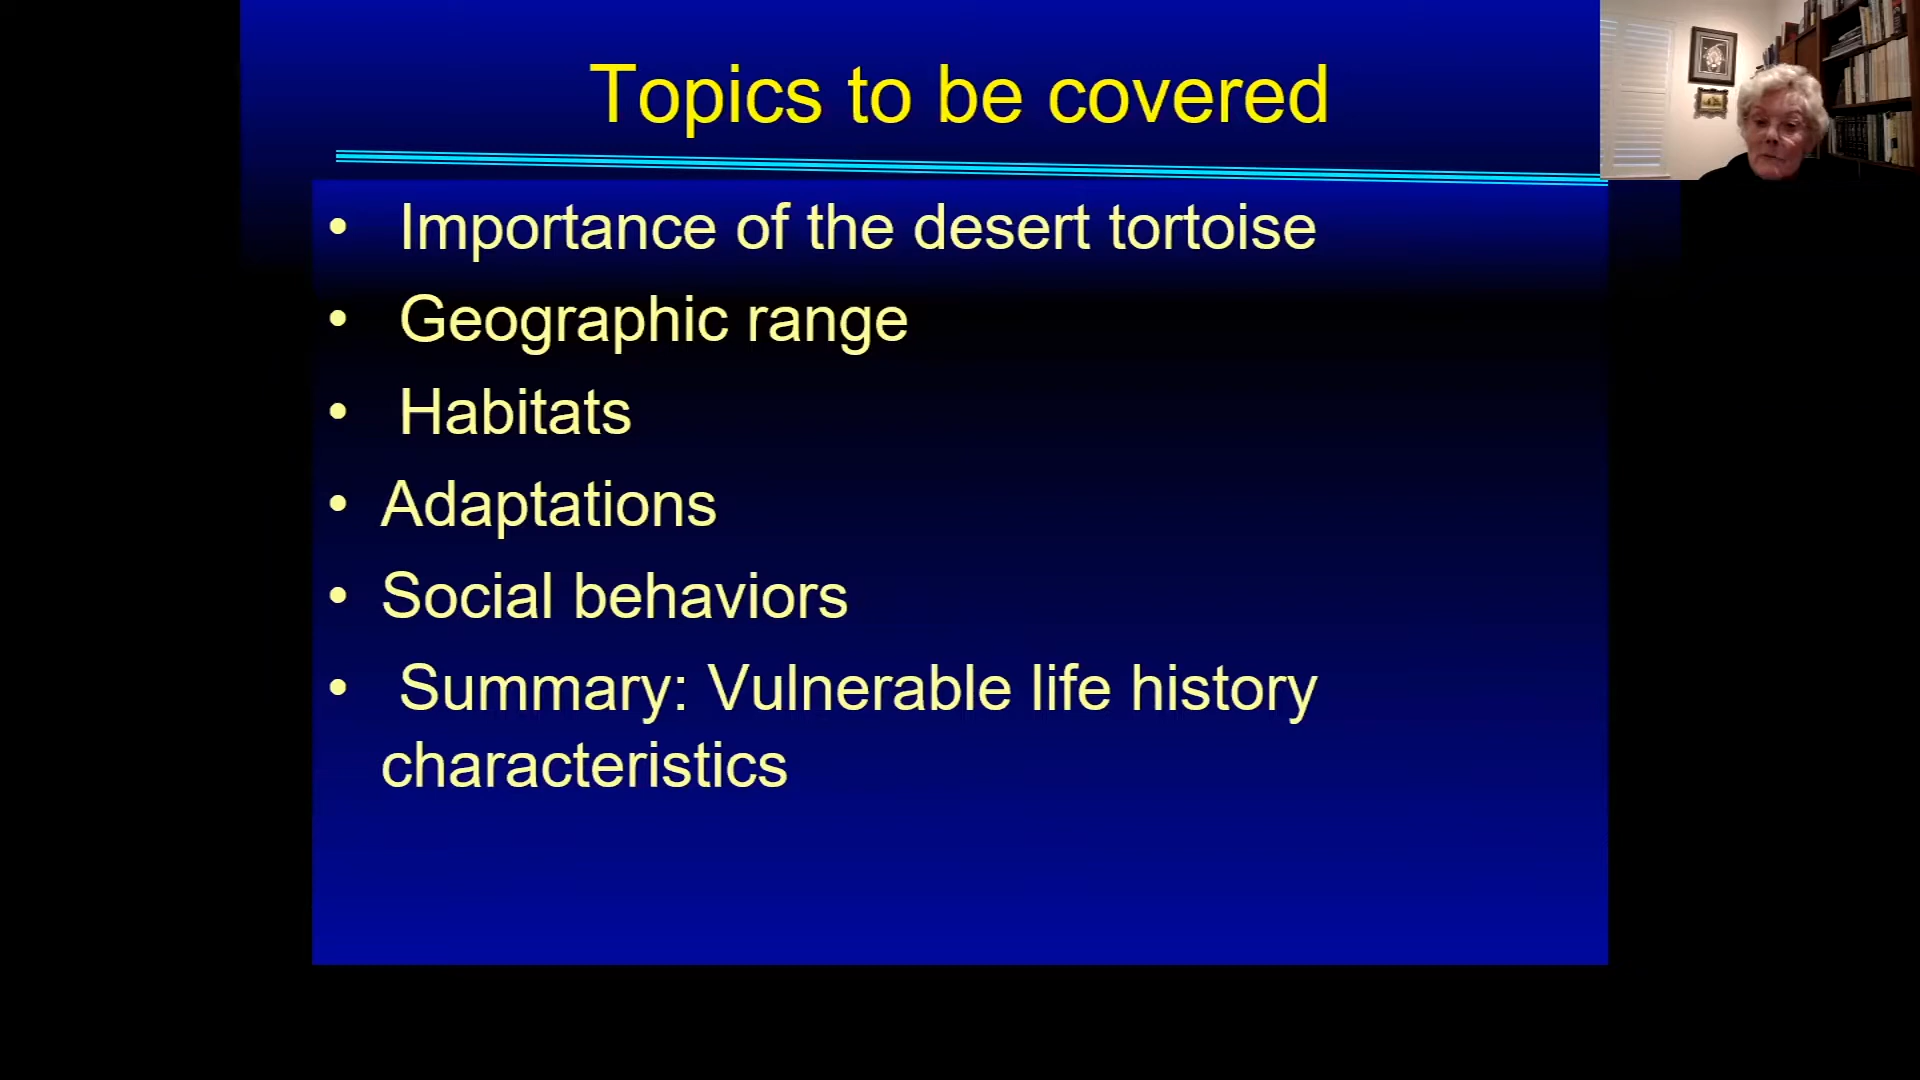 Topics to be covered
• Importance of the desert tortoise
• Geographic range
• Habitats
• Adaptations
• Social behaviors
• Summary: Vulnerable life history
characteristics